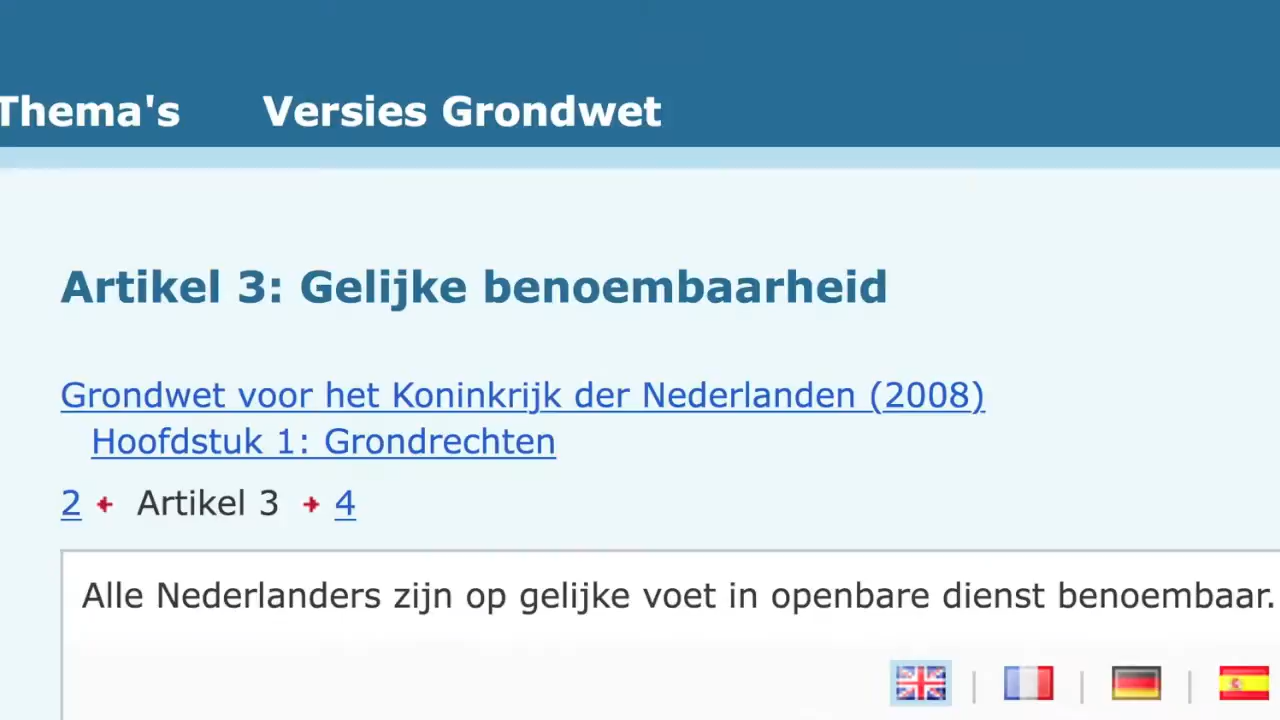 Thema's Versies Grondwet
Artikel 3: Gelijke benoembaarheid
Grondwet voor het Koninkrijk der Nederlanden (2008)
Hoofdstuk 1: Grondrechten
2 Artikel 3 4
Alle Nederlanders zijn op gelijke voet in openbare dienst benoembaar.